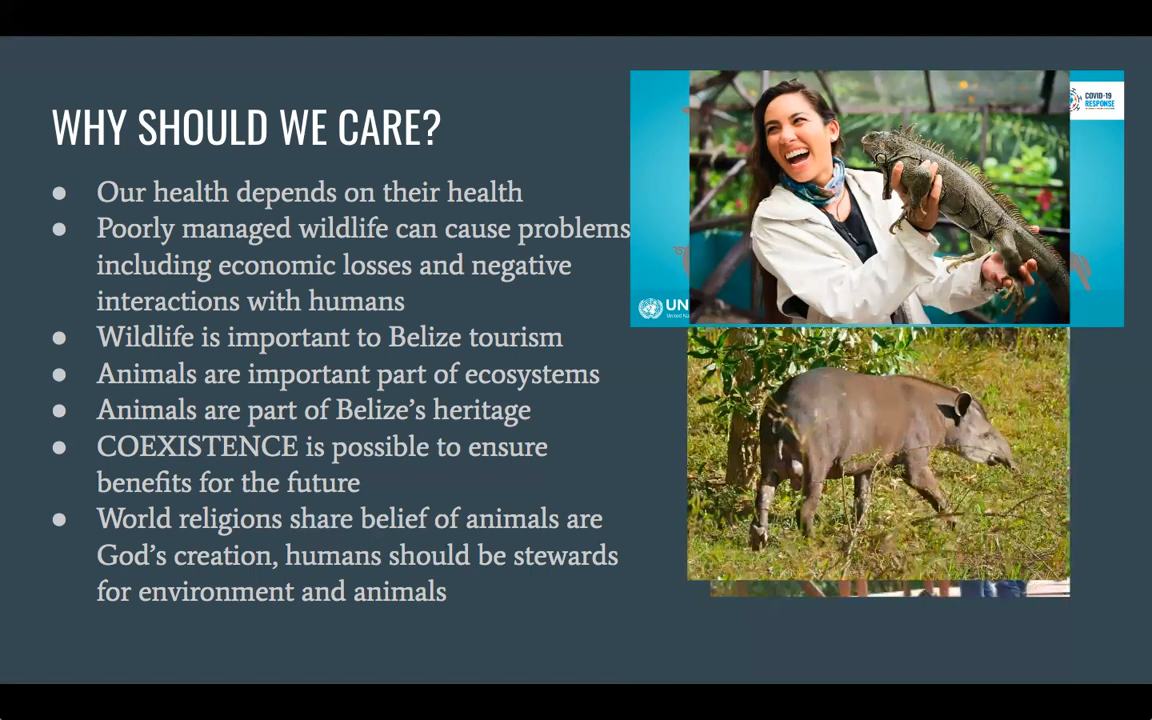 WHY SHOULD WE CARE?
● Our health depends on their health
● Poorly managed wildlife can cause problems
including economic losses and negative
interactions with humans
● Wildlife is important to Belize tourism
● Animals are important part of ecosystems
● Animals are part of Belize’s heritage
● COEXISTENCE is possible to ensure
benefits for the future
● World religions share belief of animals are
God’s creation, humans should be stewards
for environment and animals
COVID-19
RESPONSE
UN
United Na